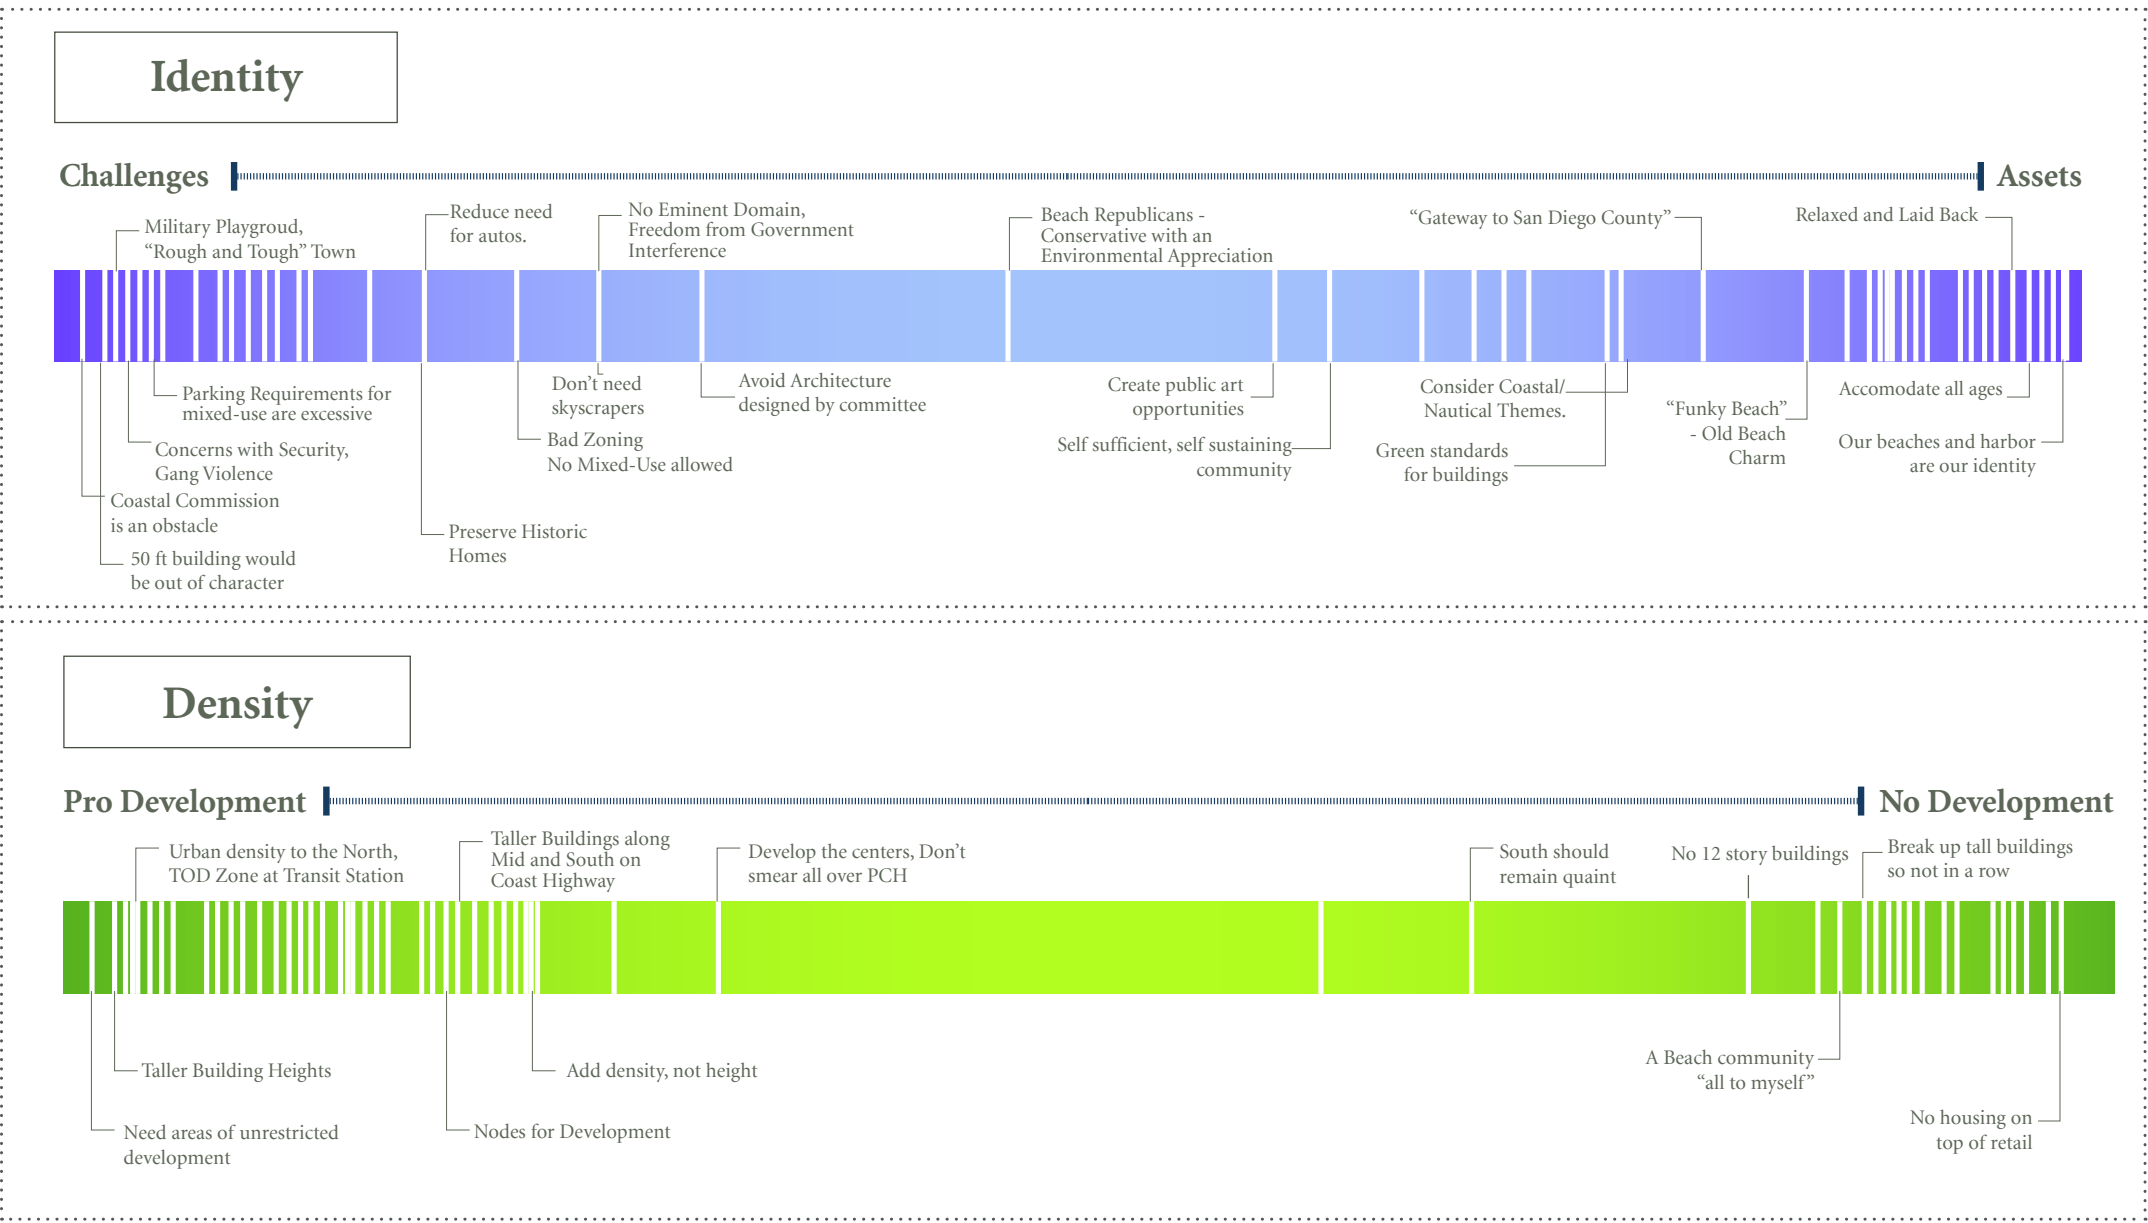 Identity
Challenges
Assets
Military Playgroud,
“Rough and Tough” Town
Reduce need
for autos.
No Eminent Domain,
Freedom from Government
Interference
Beach Republicans -
Conservative with an
Environmental Appreciation
“Gateway to San Diego County”
Relaxed and Laid Back
Parking Requirements for
mixed-use are excessive
Concerns with Security,
Gang Violence
Coastal Commission
is an obstacle
50 ft building would
be out of character
Preserve Historic
Homes
Don’t need
skyscrapers
Bad Zoning
No Mixed-Use allowed
Avoid Architecture
designed by committee
Create public art
opportunities
Self sufficient, self sustaining
community
Consider Coastal/
Nautical Themes.
Green standards
for buildings
“Funky Beach”
- Old Beach
Charm
Accomodate all ages
Our beaches and harbor
are our identity
Density
Pro Development
No Development
Urban density to the North,
TOD Zone at Transit Station
Taller Buildings along
Mid and South on
Coast Highway
Develop the centers, Don’t
smear all over PCH
South should
remain quaint
No 12 story buildings
Break up tall buildings
so not in a row
Taller Building Heights
Need areas of unrestricted
development
Add density, not height
Nodes for Development
A Beach community
“all to myself”
No housing on
top of retail